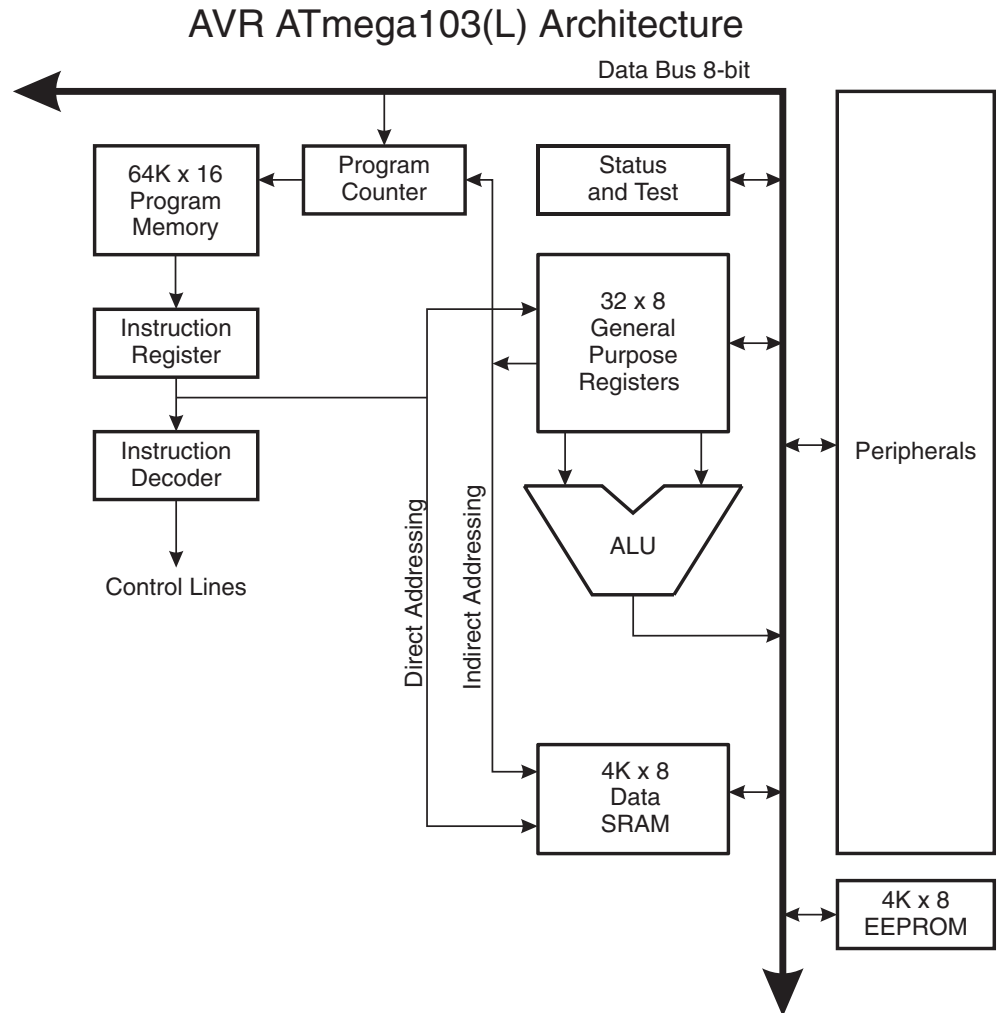 AVR ATmega103(L) Architecture
Data Bus 8-bit
64K x 16
Program
Memory
Program
Counter
Status
and Test
Instruction
Register
32 x 8
General
Purpose
Registers
Instruction
Decoder
Peripherals
Control Lines
Direct Addressing
Indirect Addressing
ALU
4K x 8
Data
SRAM
4K x 8
EEPROM